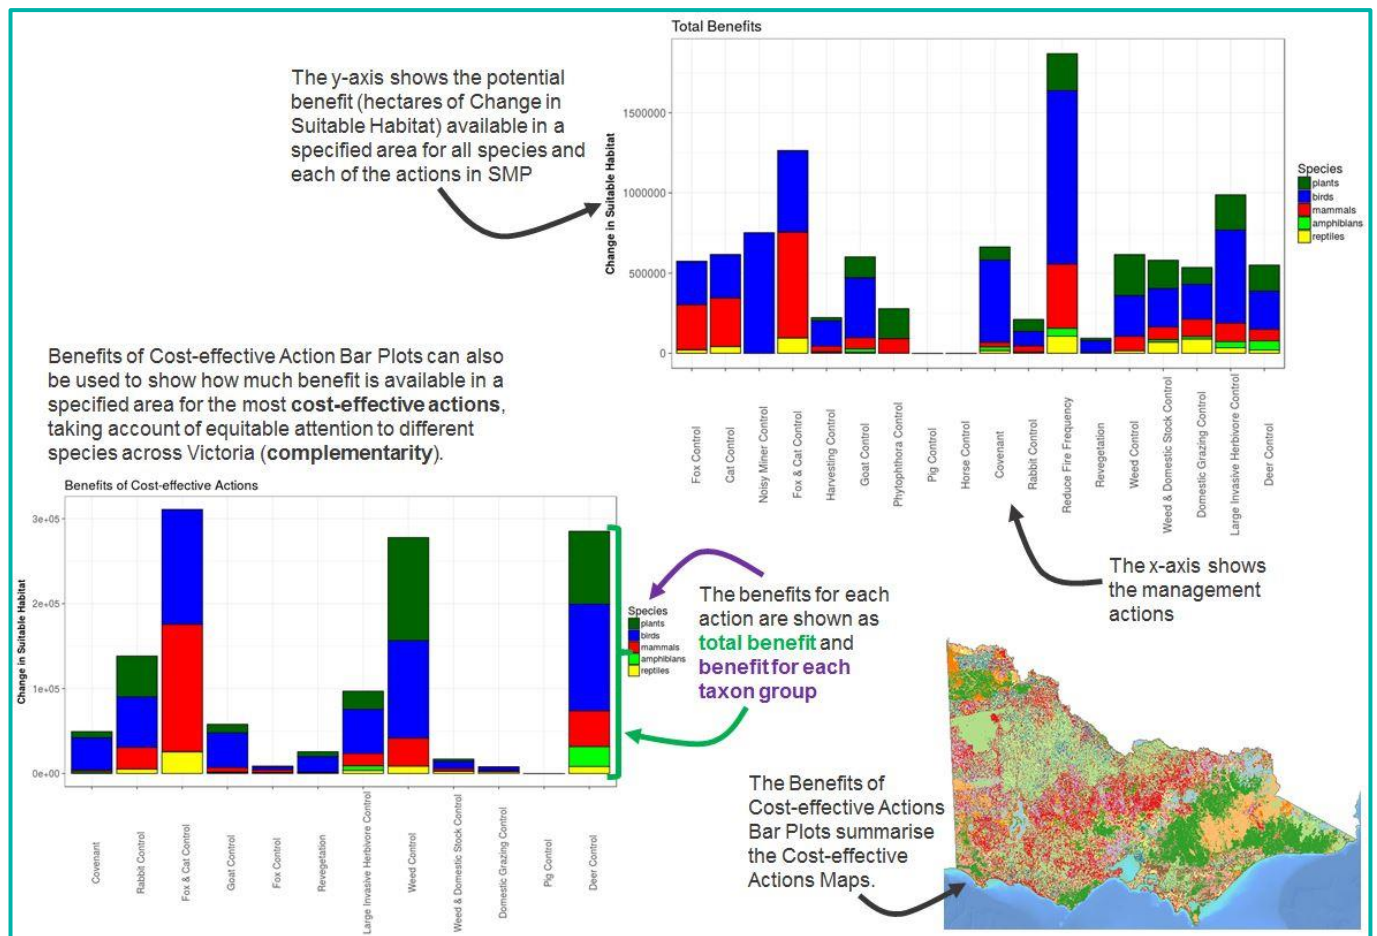 Total Benefits
The y-axis shows the potential
benefit (hectares of Change in
Suitable Habitat) available in a
specified area for all species and
each of the actions in SMP
Change in Suitable Habitat
1500000
1000000
500000
0
Species
plants
birds
mammals
amphibians
reptiles
Fox Control
Cat Control
Noisy Miner Control
Fox & Cat Control
Harvesting Control
Goat Control
Phytophthora Control
Pig Control
Horse Control
Covenant
Rabbit Control
Reduce Fire Frequency
Revegetation
Weed Control
Weed & Domestic Stock Control
Domestic Grazing Control
Large Invasive Herbivore Control
Deer Control
Benefits of Cost-effective Action Bar Plots can also
be used to show how much benefit is available in a
specified area for the most cost-effective actions,
taking account of equitable attention to different
species across Victoria (complementarity).
Benefits of Cost-effective Actions
Change in Suitable Habitat
3e+05
2e+05
1e+05
0e+00
Species
plants
birds
mammals
amphibians
reptiles
Covenant
Rabbit Control
Fox & Cat Control
Goat Control
Fox Control
Revegetation
Large Invasive Herbivore Control
Weed Control
Weed & Domestic Stock Control
Domestic Grazing Control
Pig Control
Deer Control
The benefits for each
action are shown as
total benefit and
benefit for each
taxon group
The x-axis shows
the management
actions
The Benefits of
Cost-effective Actions
Bar Plots summarise
the Cost-effective
Actions Maps.